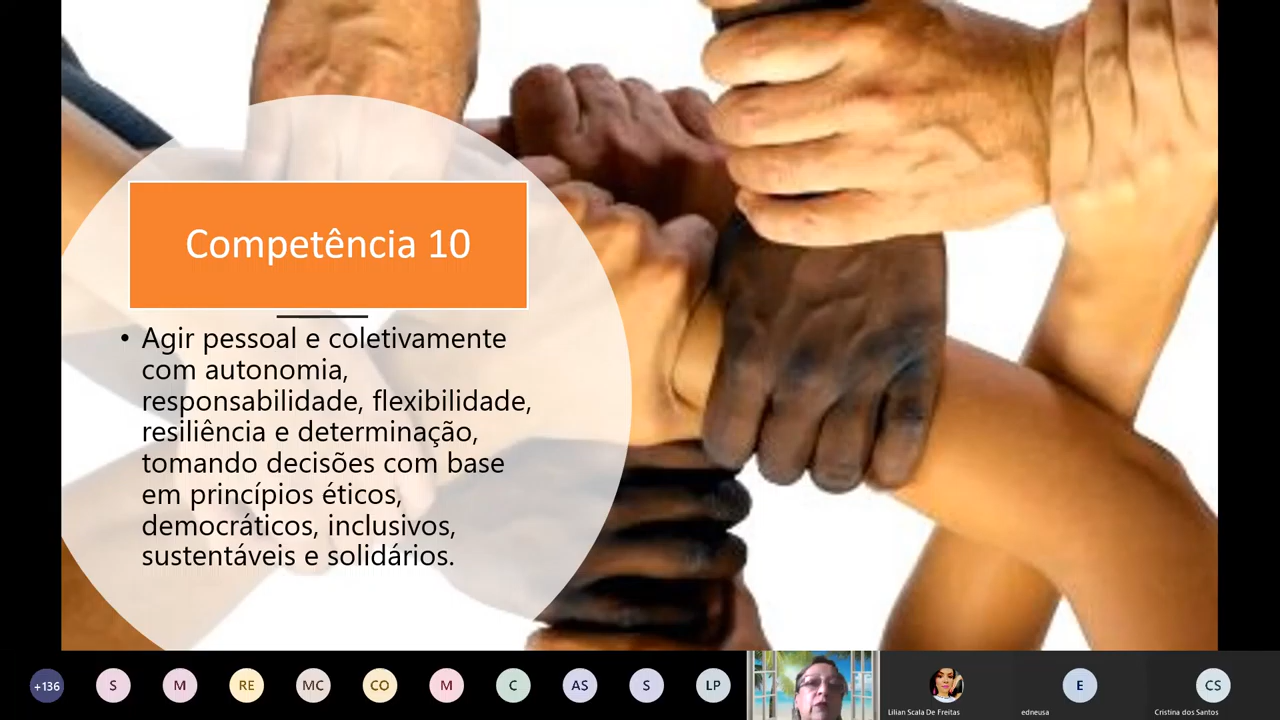 Competência 10
• Agir pessoal e coletivamente
com autonomia,
responsabilidade, flexibilidade,
resiliência e determinação,
tomando decisões com base
em princípios éticos,
democráticos, inclusivos,
sustentáveis e solidários.
+136 S M RE MC CO M C AS S LP E CS
Lilian Scala De Freitas edneusa Cristina dos Santos